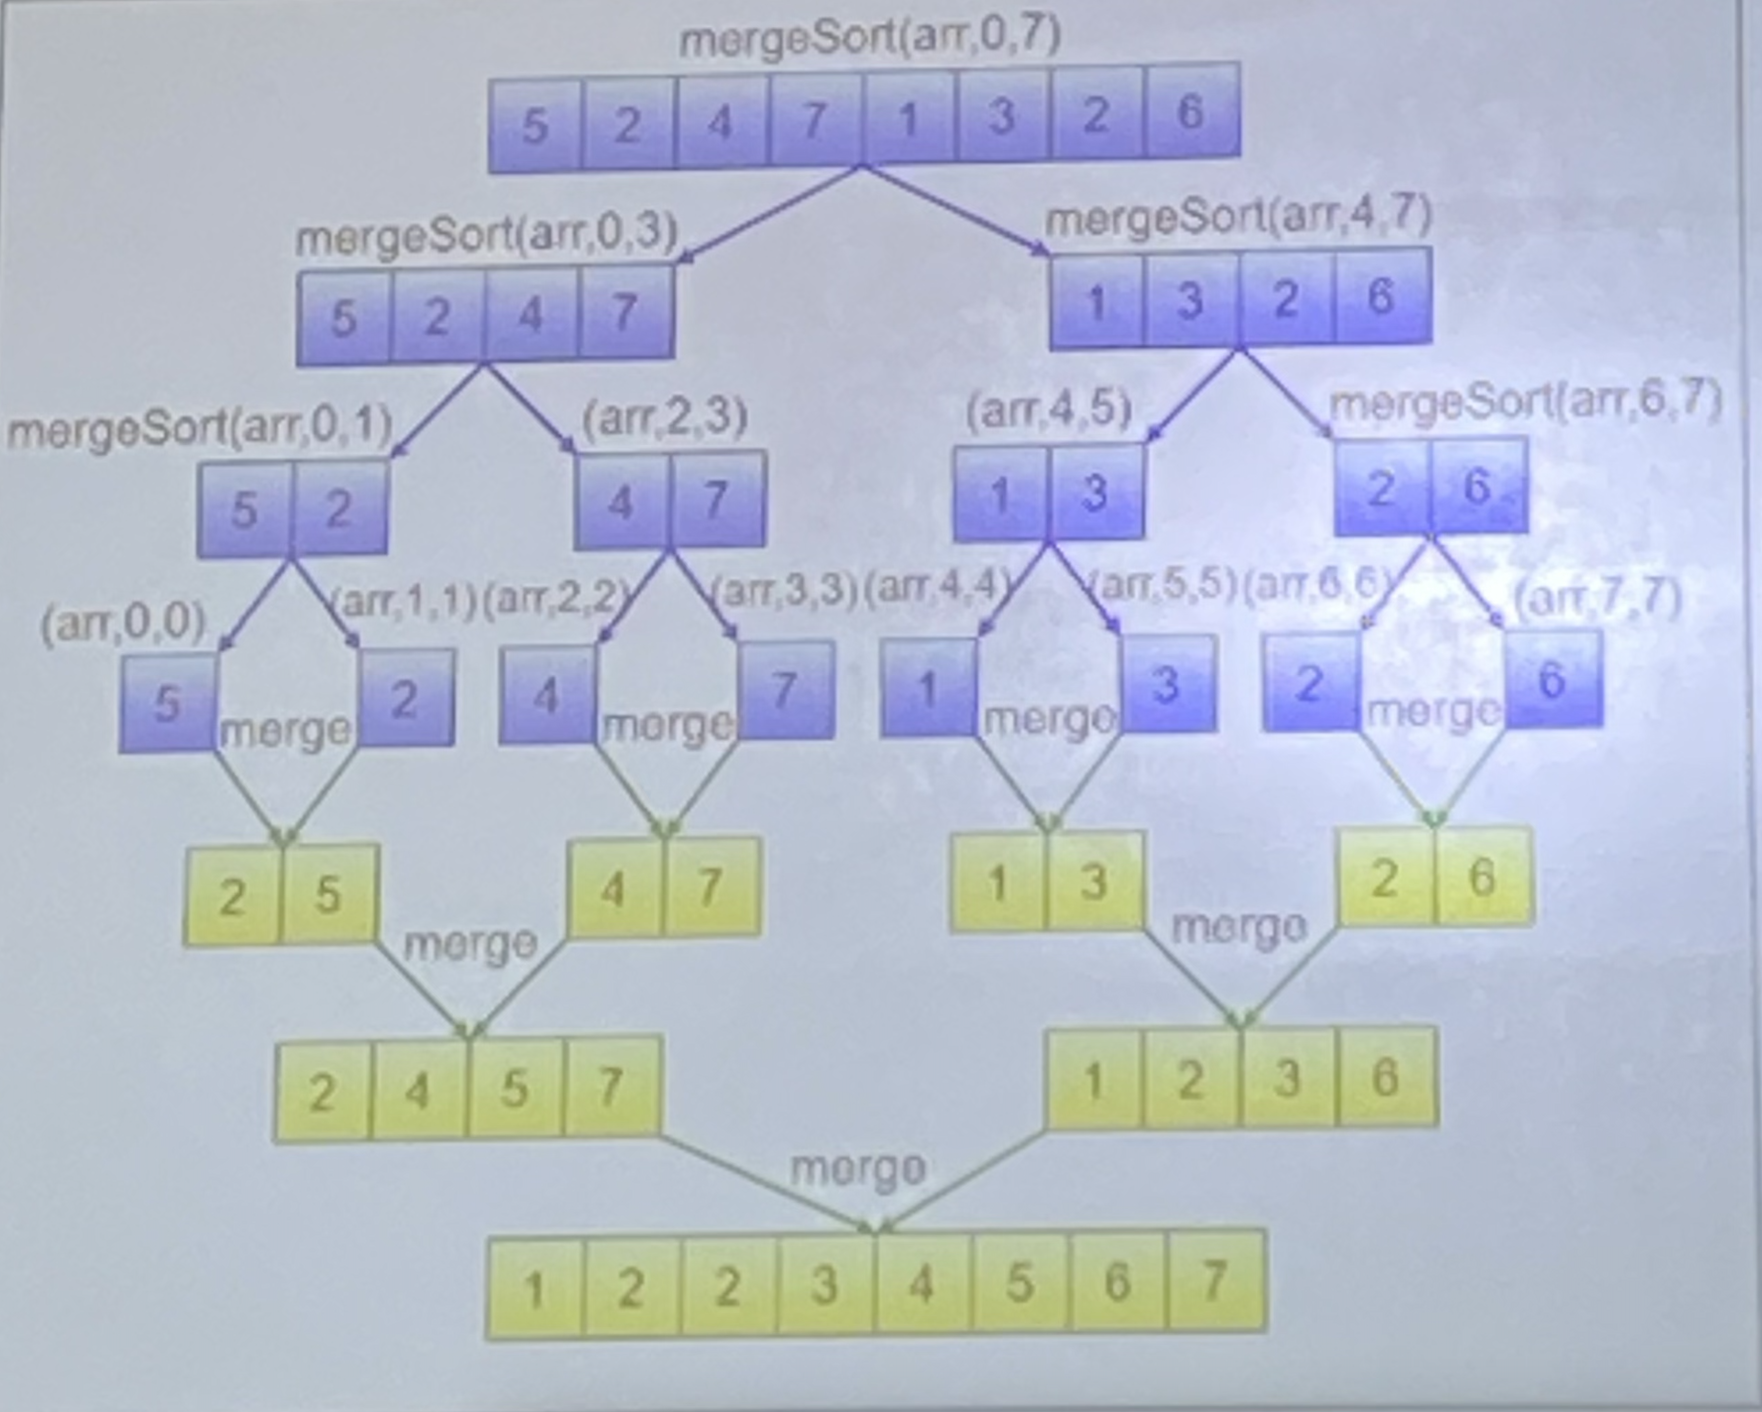 mergeSort(arr,0,7)
5 2 4 7 1 3 2 6
mergeSort(arr,0,3) mergeSort(arr,4,7)
5 2 4 7 1 3 2 6
mergeSort(arr,0,1) (arr,2,3) (arr,4,5) mergeSort(arr,6,7)
5 2 4 7 1 3 2 6
(arr,0,0) (arr,1,1) (arr,2,2) (arr,3,3) (arr,4,4) (arr,5,5) (arr,6,6) (arr,7,7)
5 2 4 7 1 3 2 6
merge merge merge merge
2 5 4 7 1 3 2 6
merge merge
2 4 5 7 1 2 3 6
merge
1 2 2 3 4 5 6 7